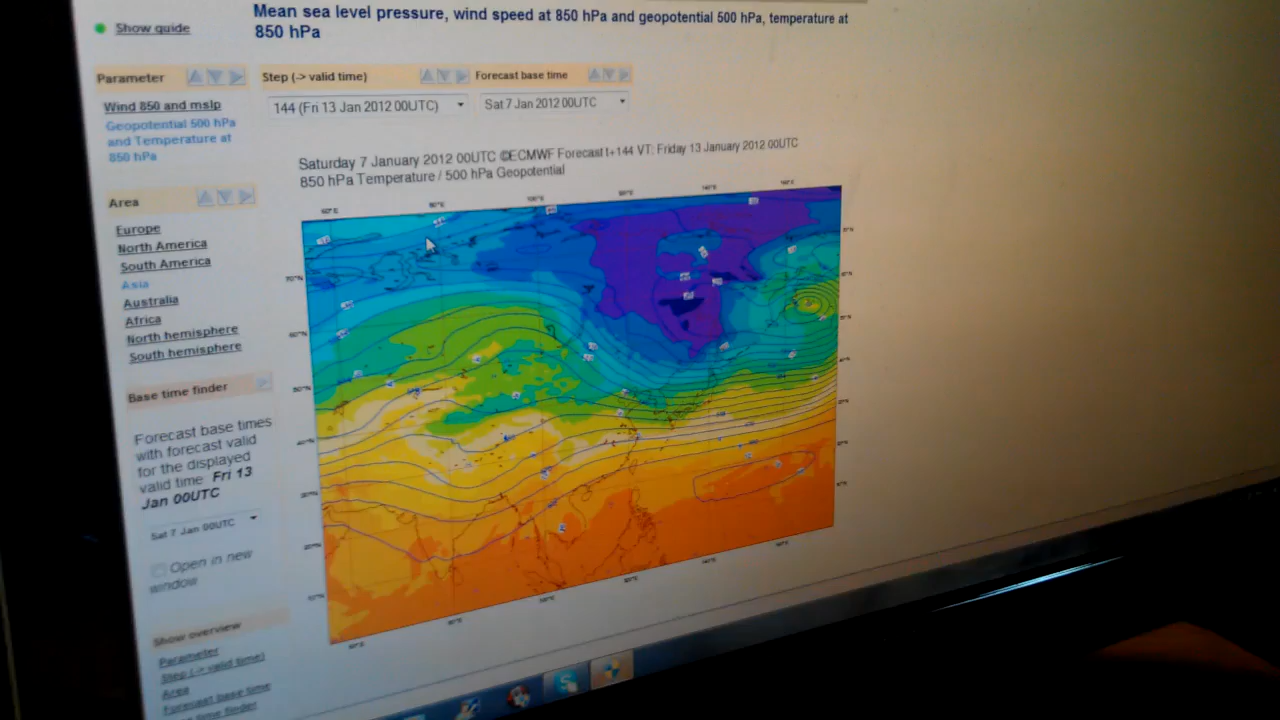 Mean sea level pressure, wind speed at 850 hPa and geopotential 500 hPa, temperature at
850 hPa
Show guide
Parameter
Step (-> valid time)
Forecast base time
Wind 850 and mslp
144 (Fri 13 Jan 2012 00UTC)
Sat 7 Jan 2012 00UTC
Geopotential 500 hPa
and Temperature at
850 hPa
Saturday 7 January 2012 00UTC ©ECMWF Forecast t+144 VT: Friday 13 January 2012 00UTC
850 hPa Temperature / 500 hPa Geopotential
Area
Europe
North America
South America
Asia
Australia
Africa
North hemisphere
South hemisphere
Base time finder
Forecast base times
with forecast valid
for the displayed
valid time Fri 13
Jan 00UTC
Sat 7 Jan 00UTC
Open in new
window
Show overview
Parameter
Step (-> valid time)
Area
Forecast base time
time finder